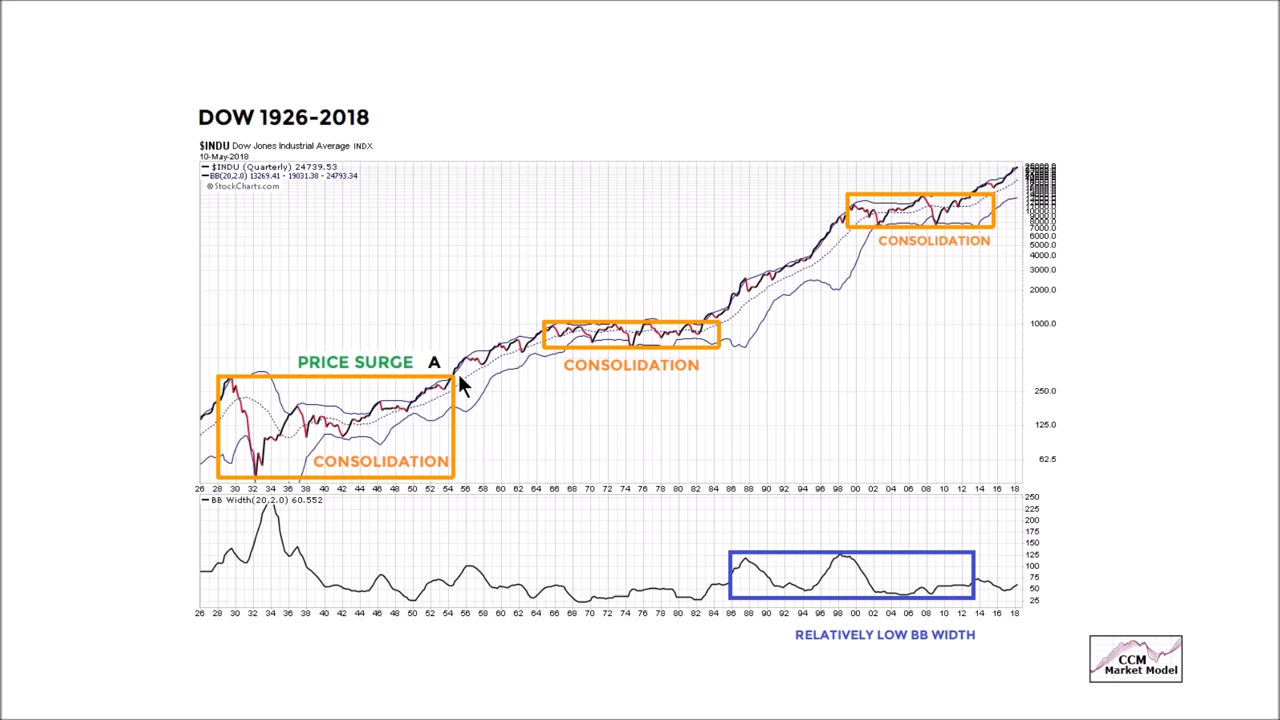 DOW 1926-2018
$INDU Dow Jones Industrial Average INDX
10-May-2018
$INDU (Quarterly) 24739.53
BB(20,2.0) 13269.41 - 19031.38 - 24793.34
©StockCharts.com
10000.0
8000.0
7000.0
6000.0
5000.0
4000.0
3000.0
2000.0
1000.0
250.0
125.0
62.5
CONSOLIDATION
CONSOLIDATION
PRICE SURGE A
CONSOLIDATION
26 28 30 32 34 36 38 40 42 44 46 48 50 52 54 56 58 60 62 64 66 68 70 72 74 76 78 80 82 84 86 88 90 92 94 96 98 00 02 04 06 08 10 12 14 16 18
BB Width(20,2.0) 60.552
250
225
200
175
150
125
100
75
50
25
26 28 30 32 34 36 38 40 42 44 46 48 50 52 54 56 58 60 62 64 66 68 70 72 74 76 78 80 82 84 86 88 90 92 94 96 98 00 02 04 06 08 10 12 14 16 18
RELATIVELY LOW BB WIDTH
CCM
Market Model